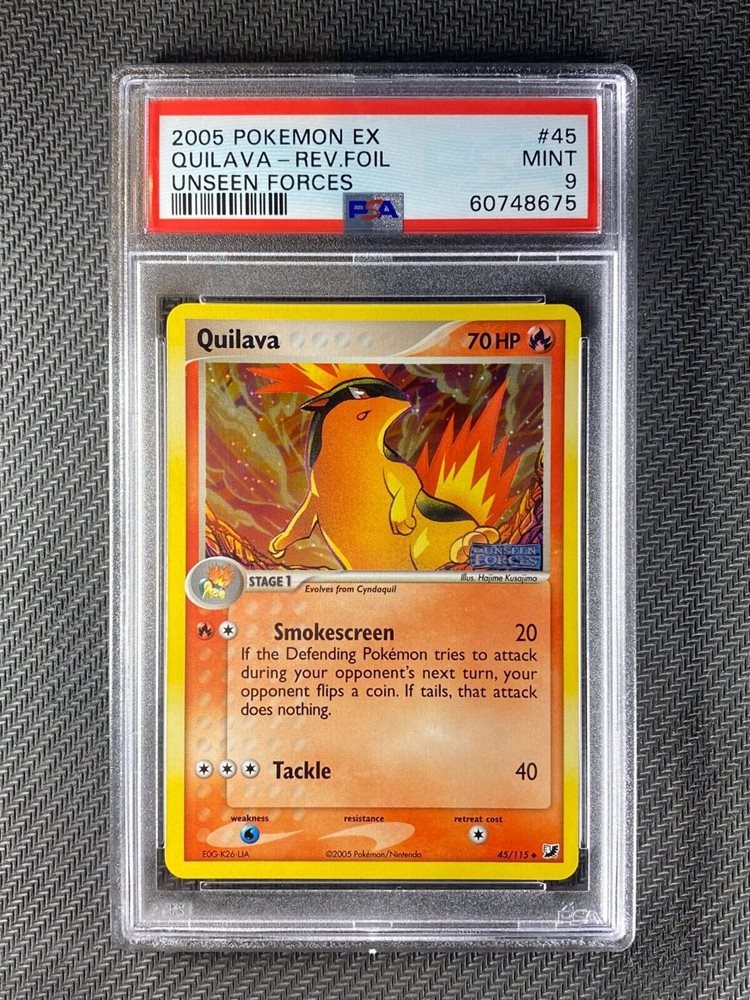 2005 POKEMON EX #45
QUILAVA - REV.FOIL MINT
UNSEEN FORCES 9
PSA 60748675
Quilava 70 HP
UNSEEN
FORCES
STAGE 1
Evolves from Cyndaquil
Illus. Hajime Kusajima
Smokescreen 20
If the Defending Pokémon tries to attack
during your opponent's next turn, your
opponent flips a coin. If tails, that attack
does nothing.
Tackle 40
weakness resistance retreat cost
E0G-K26-LJA ©2005 Pokémon/Nintendo 45/115
PSA